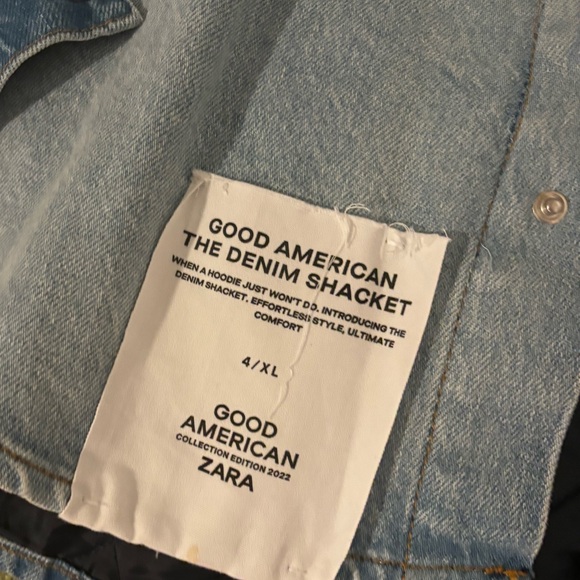 GOOD AMERICAN
THE DENIM SHACKET
WHEN A HOODIE JUST WON'T DO. INTRODUCING THE
DENIM SHACKET. EFFORTLESS STYLE, ULTIMATE
COMFORT
4/XL
GOOD
AMERICAN
COLLECTION EDITION 2022
ZARA